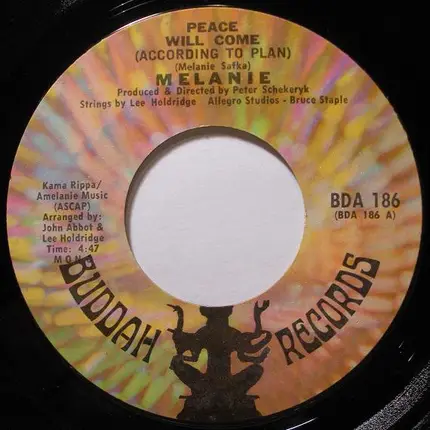 PEACE
WILL COME
(ACCORDING TO PLAN)
(Melanie Safka)
MELANIE
Produced & Directed by Peter Schekeryk
Strings by Lee Holdridge Allegro Studios - Bruce Staple
Kama Rippa/
Amelanie Music
(ASCAP)
Arranged by:
John Abbot &
Lee Holdridge
Time: 4:47
MONO
BDA 186
(BDA 186 A)
BUDDAH RECORDS